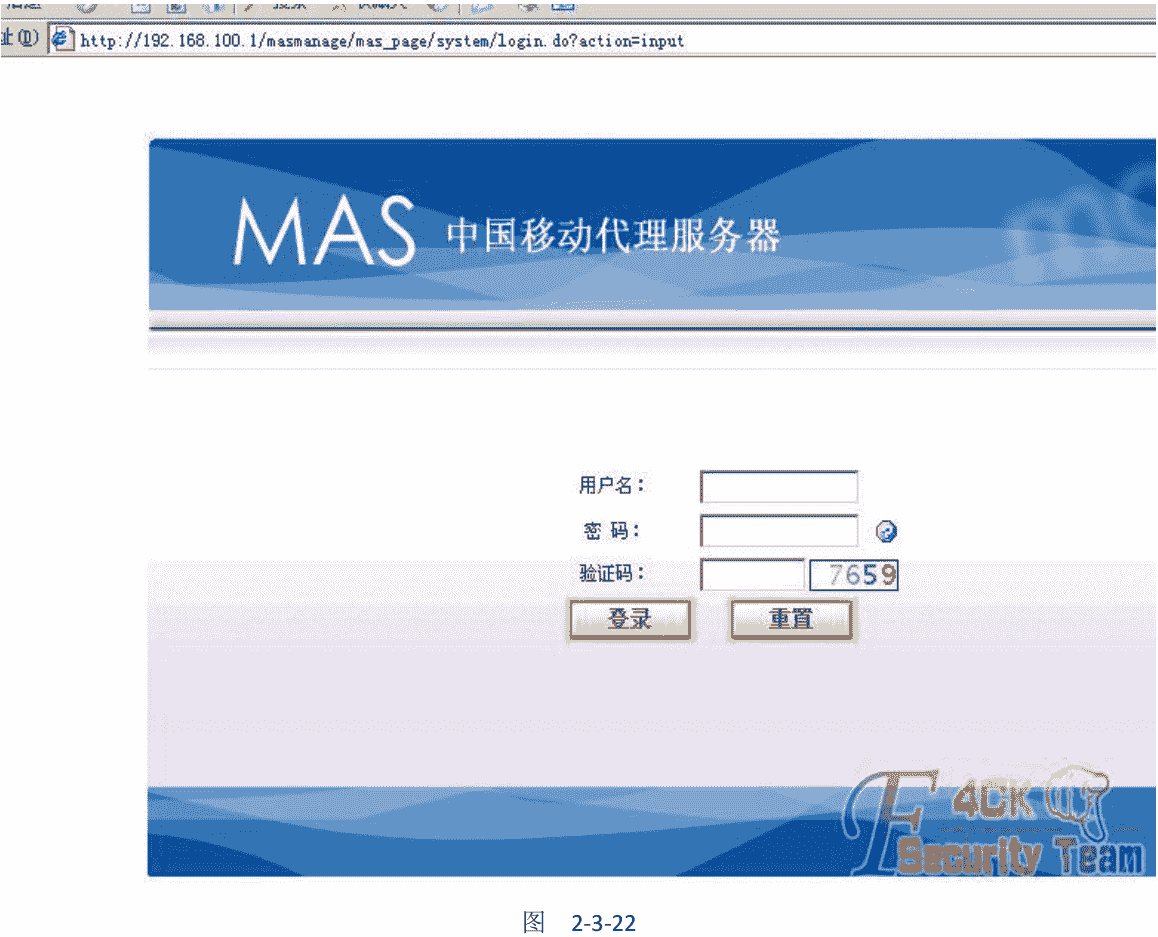 http://192.168.100.1/masmanage/mas_page/system/login.do?action=input
MAS 中国移动代理服务器
用户名：
密 码：
验证码： 7659
登录 重置
F4CK
Security Team
图 2-3-22